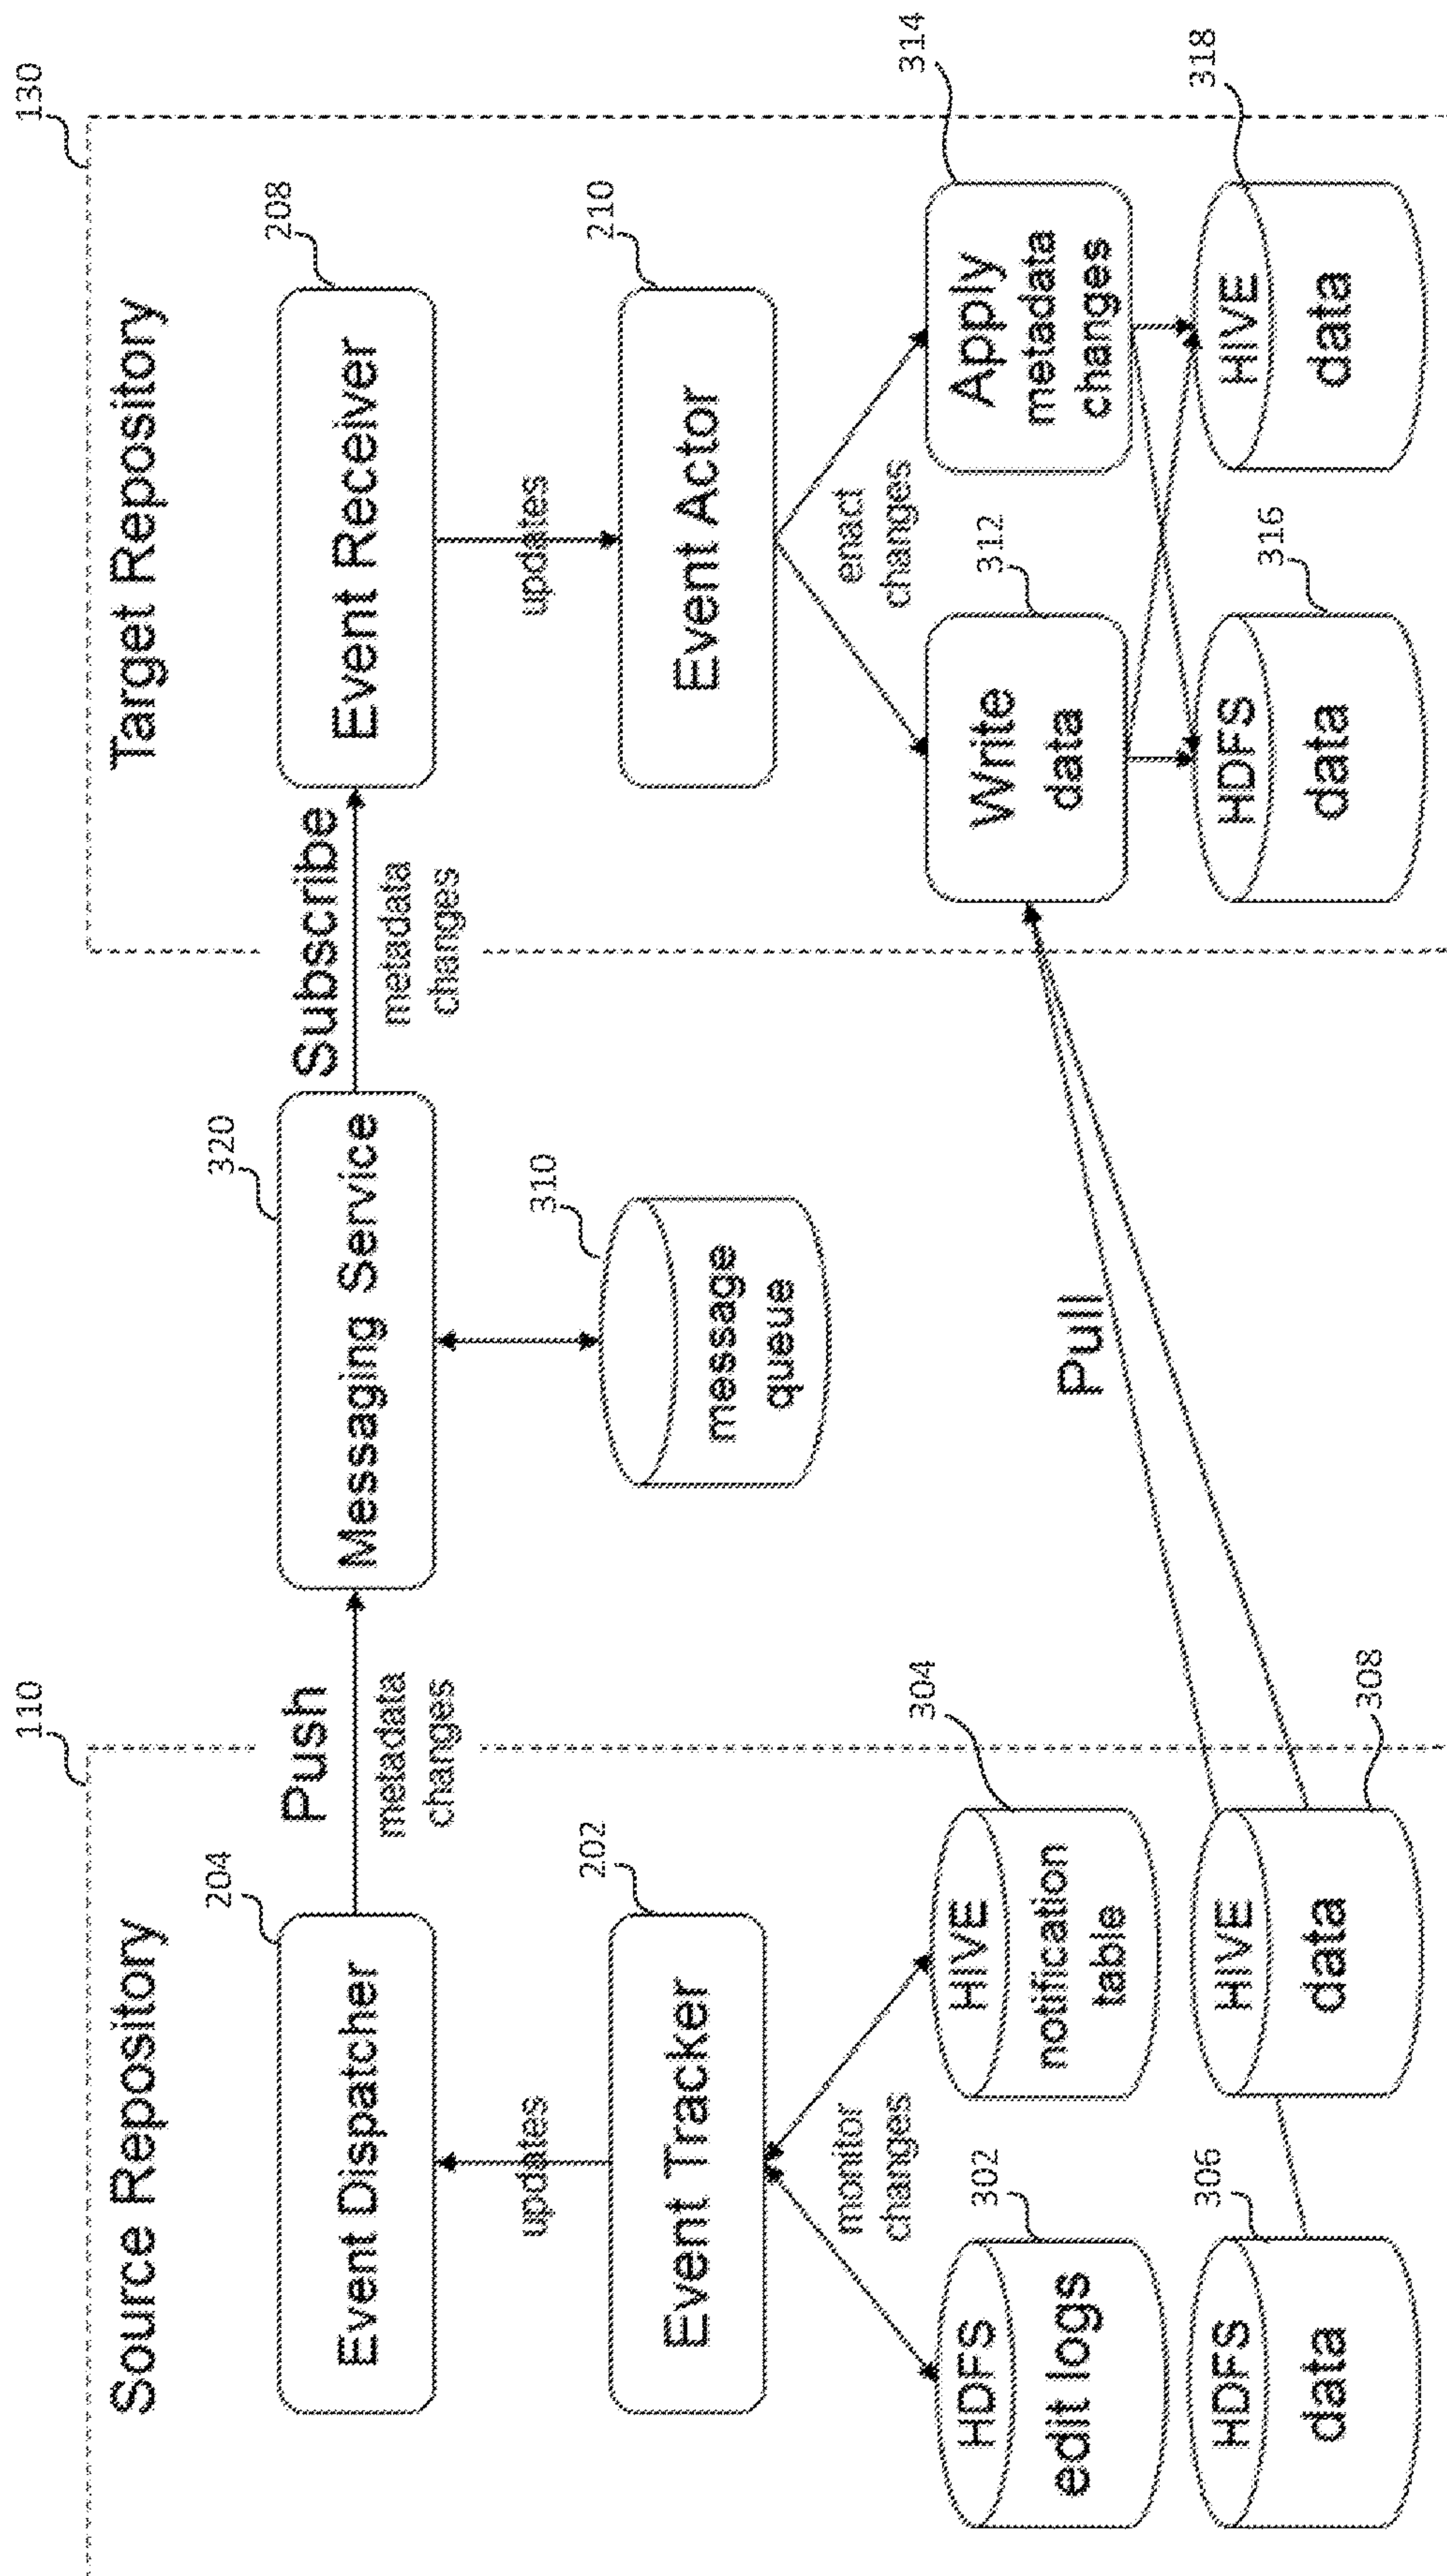 110
Source Repository
204
Event Dispatcher
updates
202
Event Tracker
monitor
changes
302
HDFS
edit logs
304
HIVE
notification
table
306
HDFS
data
308
HIVE
data
Push
metadata
changes
320
Messaging Service
310
message
queue
Pull
Subscribe
metadata
changes
130
Target Repository
208
Event Receiver
updates
210
Event Actor
enact
changes
312
Write
data
314
Apply
metadata
changes
316
HDFS
data
318
HIVE
data